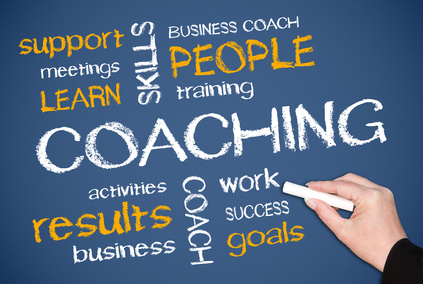 support
SKILLS
BUSINESS COACH
meetings
PEOPLE
LEARN
training
COACHING
activities
COACH
work
results
SUCCESS
business
goals